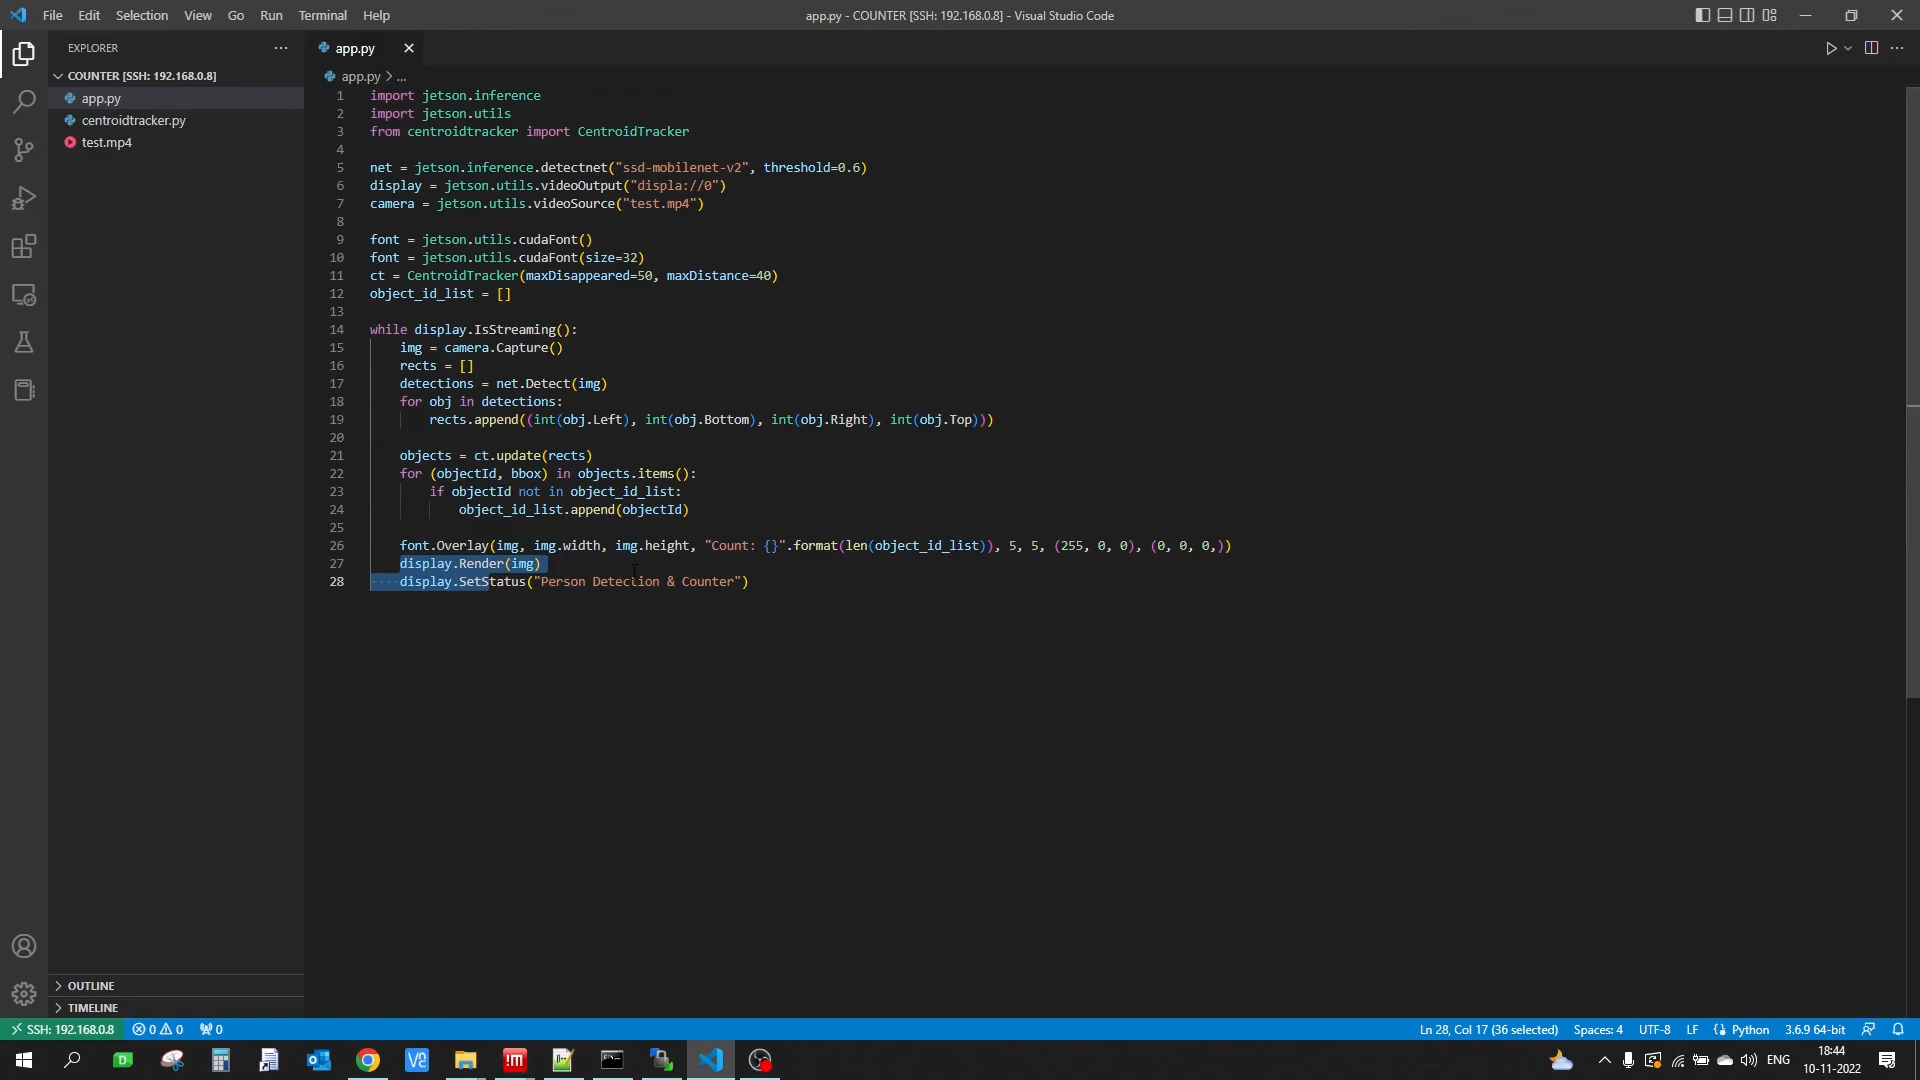 File Edit Selection View Go Run Terminal Help
app.py - COUNTER [SSH: 192.168.0.8] - Visual Studio Code
EXPLORER
COUNTER [SSH: 192.168.0.8]
app.py
centroidtracker.py
test.mp4
OUTLINE
TIMELINE
app.py
app.py > ...
1 import jetson.inference
2 import jetson.utils
3 from centroidtracker import CentroidTracker
4
5 net = jetson.inference.detectnet("ssd-mobilenet-v2", threshold=0.6)
6 display = jetson.utils.videoOutput("displa://0")
7 camera = jetson.utils.videoSource("test.mp4")
8
9 font = jetson.utils.cudaFont()
10 font = jetson.utils.cudaFont(size=32)
11 ct = CentroidTracker(maxDisappeared=50, maxDistance=40)
12 object_id_list = []
13
14 while display.IsStreaming():
15 img = camera.Capture()
16 rects = []
17 detections = net.Detect(img)
18 for obj in detections:
19 rects.append((int(obj.Left), int(obj.Bottom), int(obj.Right), int(obj.Top)))
20
21 objects = ct.update(rects)
22 for (objectId, bbox) in objects.items():
23 if objectId not in object_id_list:
24 object_id_list.append(objectId)
25
26 font.Overlay(img, img.width, img.height, "Count: {}".format(len(object_id_list)), 5, 5, (255, 0, 0), (0, 0, 0,))
27 display.Render(img)
28 display.SetStatus("Person Detection & Counter")
SSH: 192.168.0.8 0 0 0
Ln 28, Col 17 (36 selected) Spaces: 4 UTF-8 LF Python 3.6.9 64-bit
ENG
18:44
10-11-2022